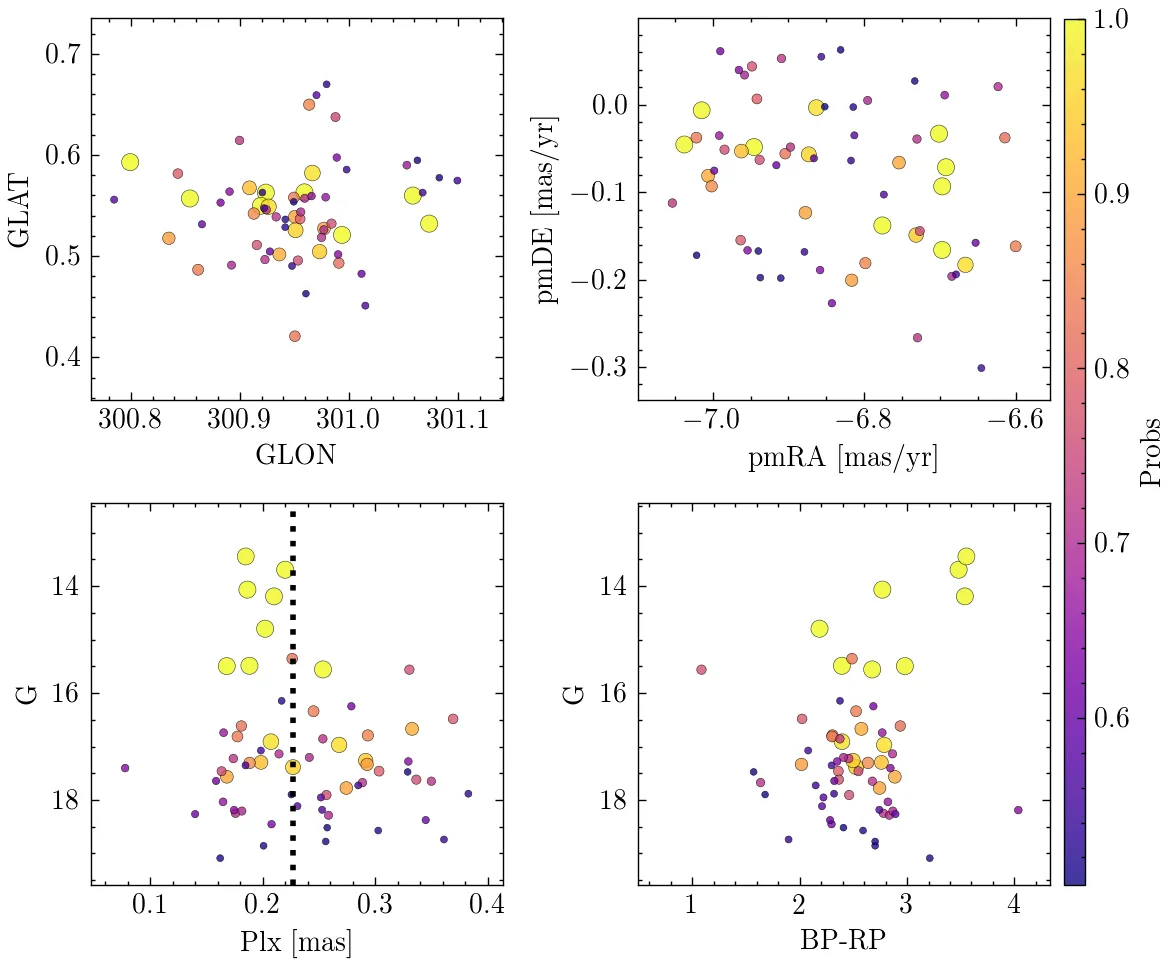 0.7
0.6
0.5
0.4
GLAT
300.8 300.9 301.0 301.1
GLON
0.0
−0.1
−0.2
−0.3
pmDE [mas/yr]
−7.0 −6.8 −6.6
pmRA [mas/yr]
1.0
0.9
0.8
0.7
0.6
Probs
14
16
18
G
0.1 0.2 0.3 0.4
Plx [mas]
14
16
18
G
1 2 3 4
BP-RP